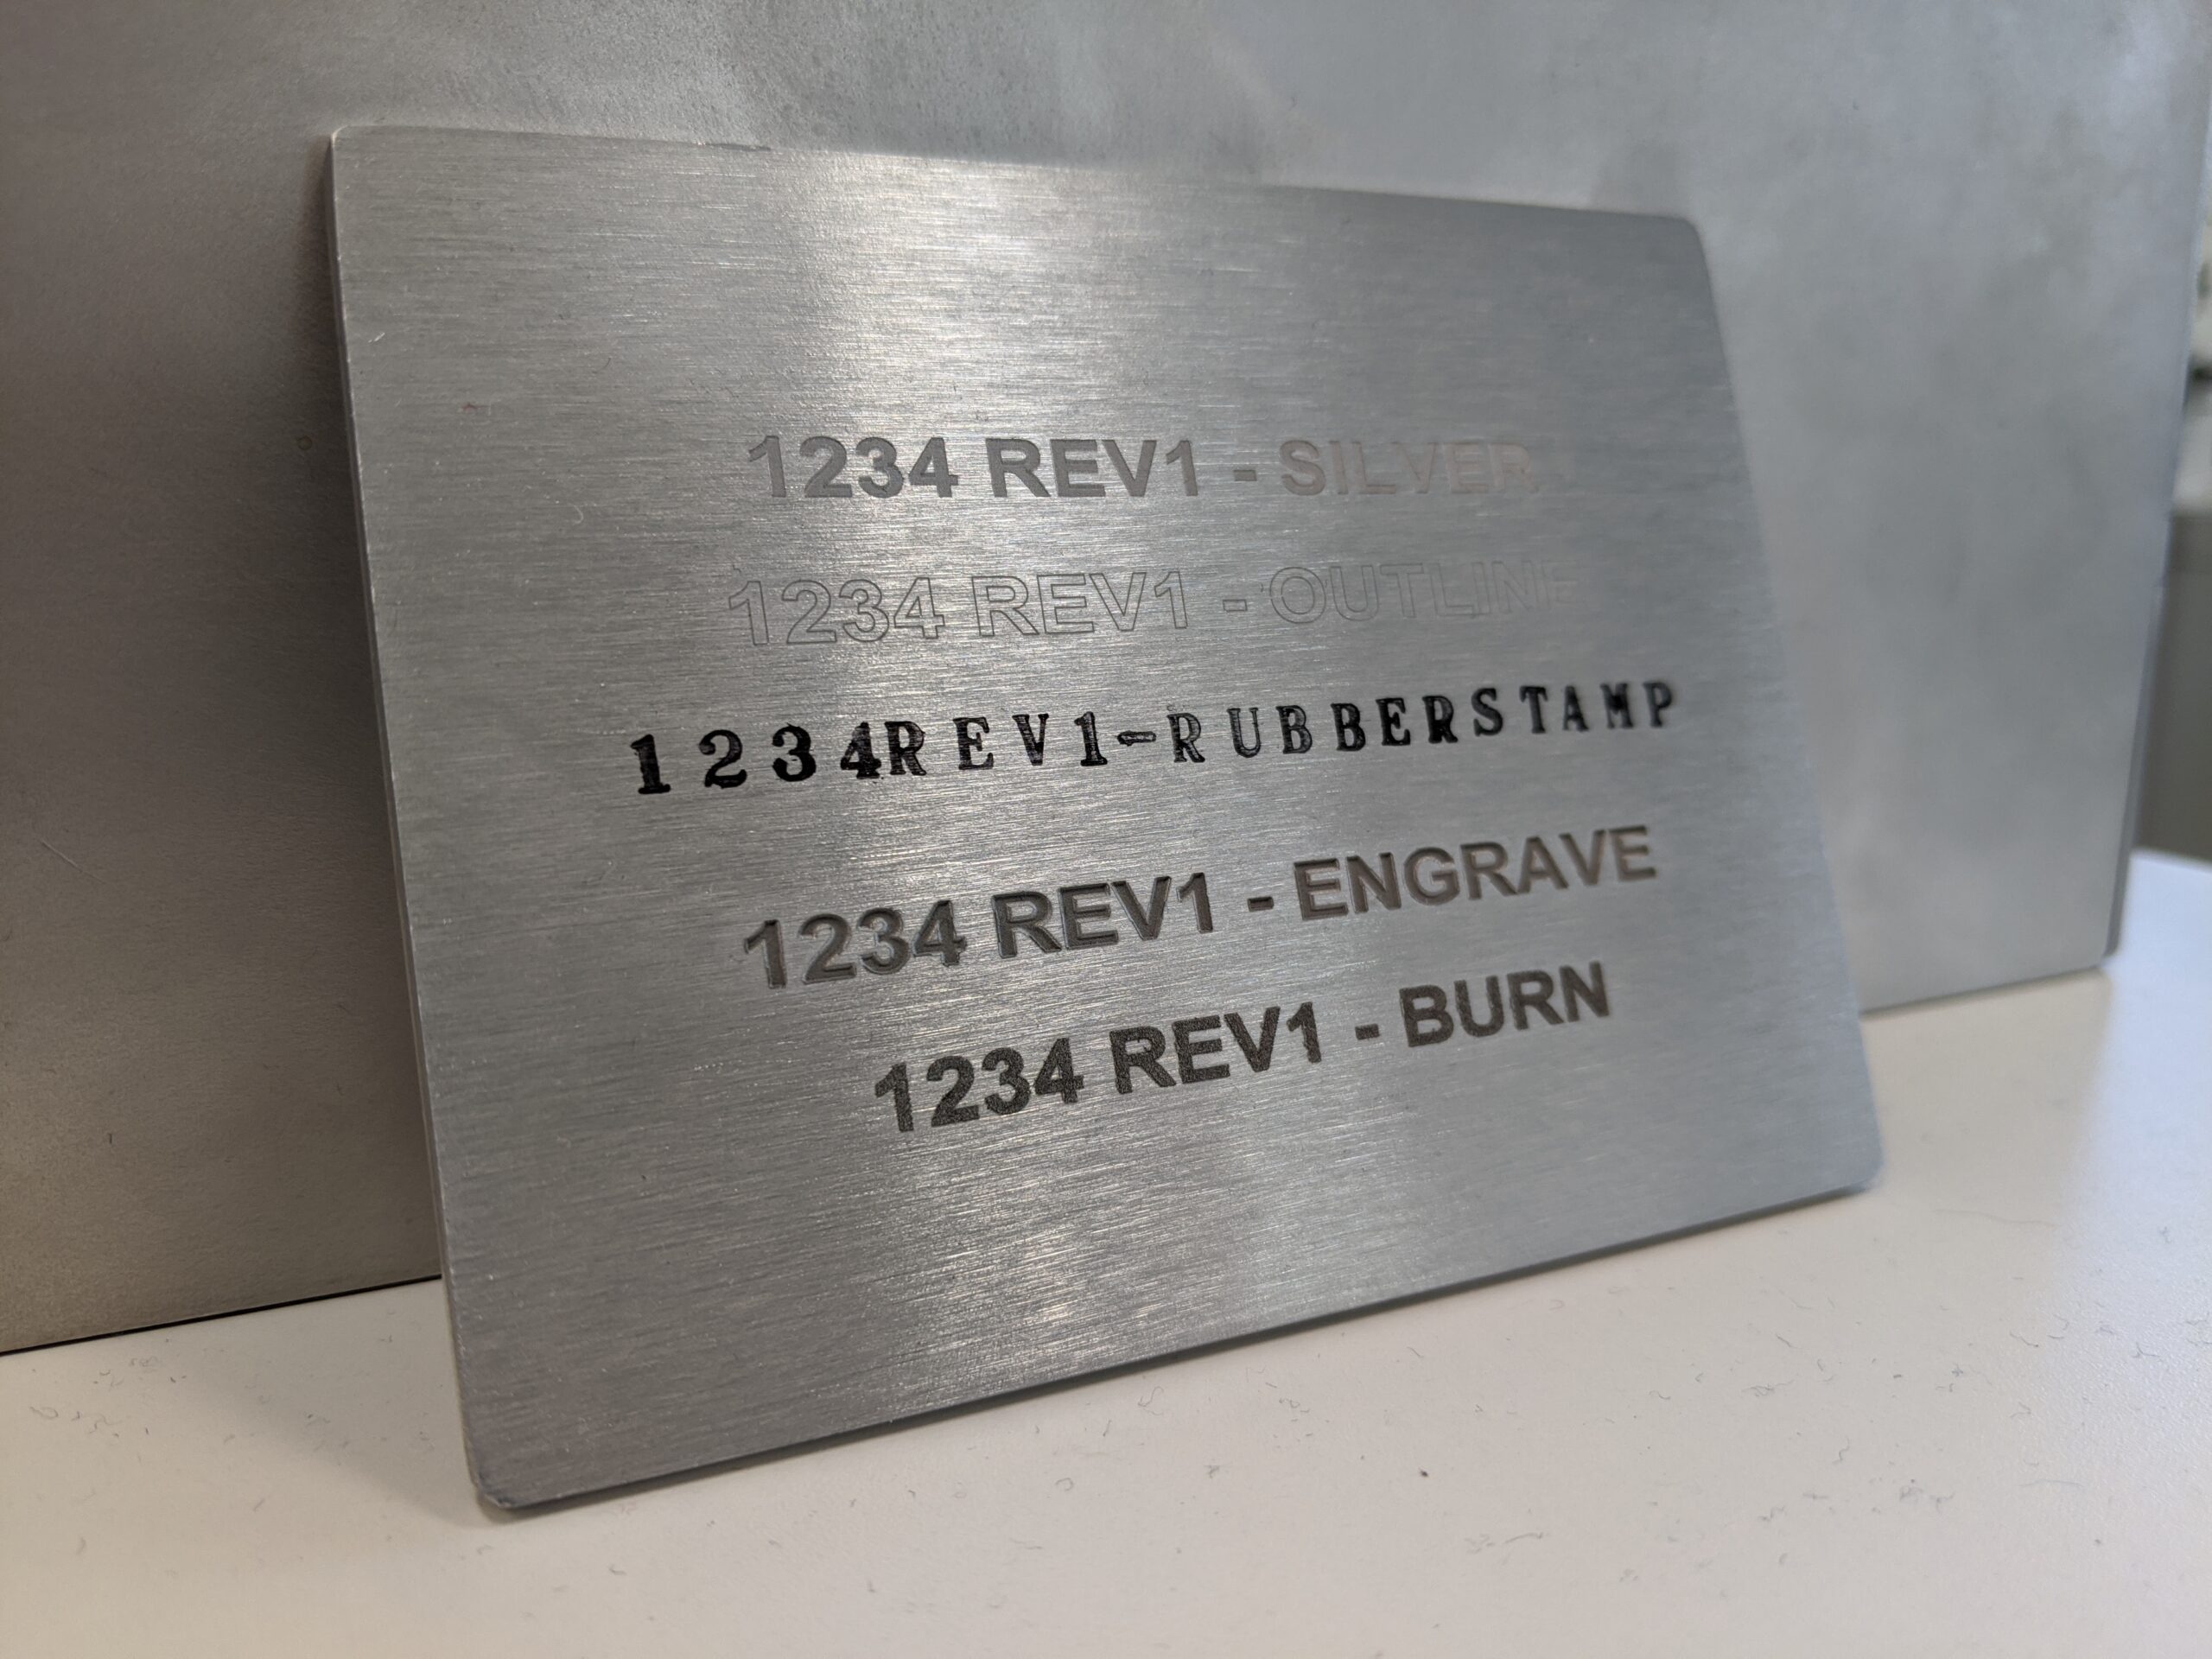 1234 REV1 - SILVER
1234 REV1 - OUTLINE
1234REV1-RUBBERSTAMP
1234 REV1 - ENGRAVE
1234 REV1 - BURN